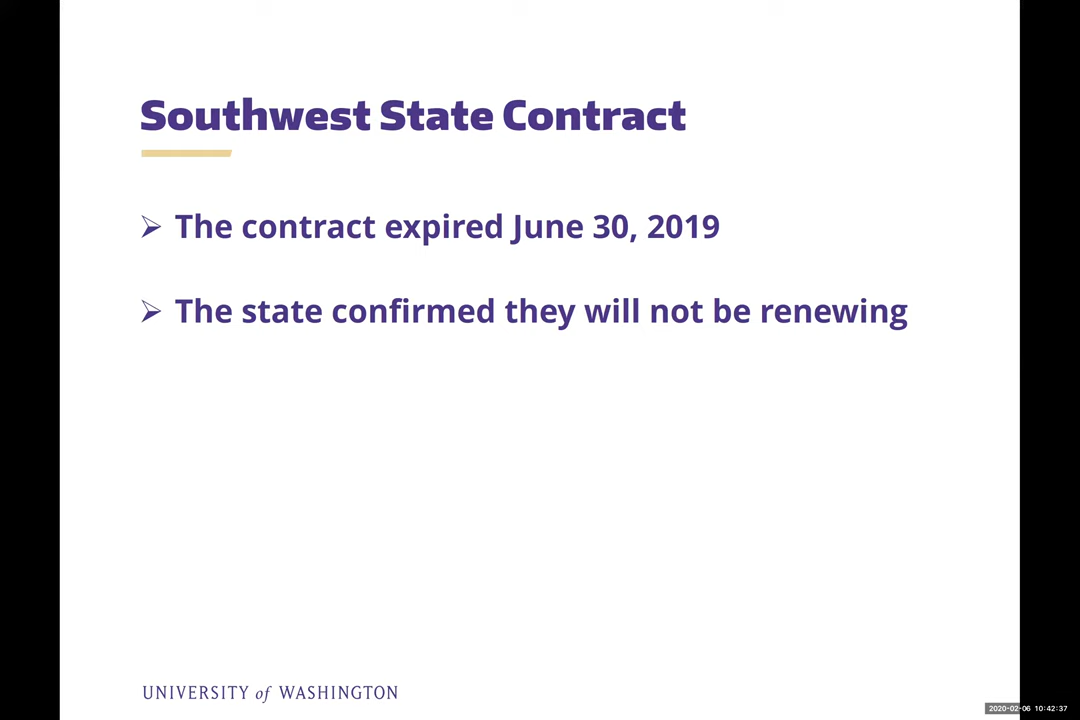 Southwest State Contract
The contract expired June 30, 2019
The state confirmed they will not be renewing
UNIVERSITY of WASHINGTON
2020-02-06 10:42:37